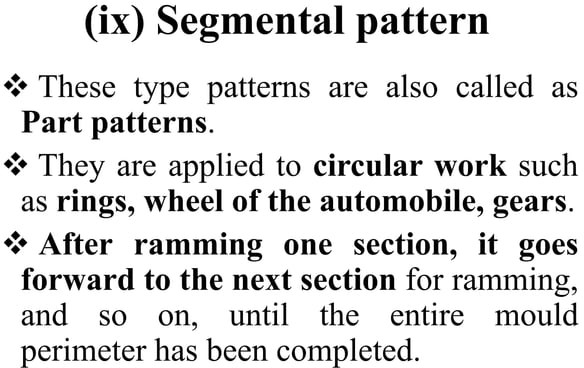 (ix) Segmental pattern
❖ These type patterns are also called as
Part patterns.
❖ They are applied to circular work such
as rings, wheel of the automobile, gears.
❖ After ramming one section, it goes
forward to the next section for ramming,
and so on, until the entire mould
perimeter has been completed.